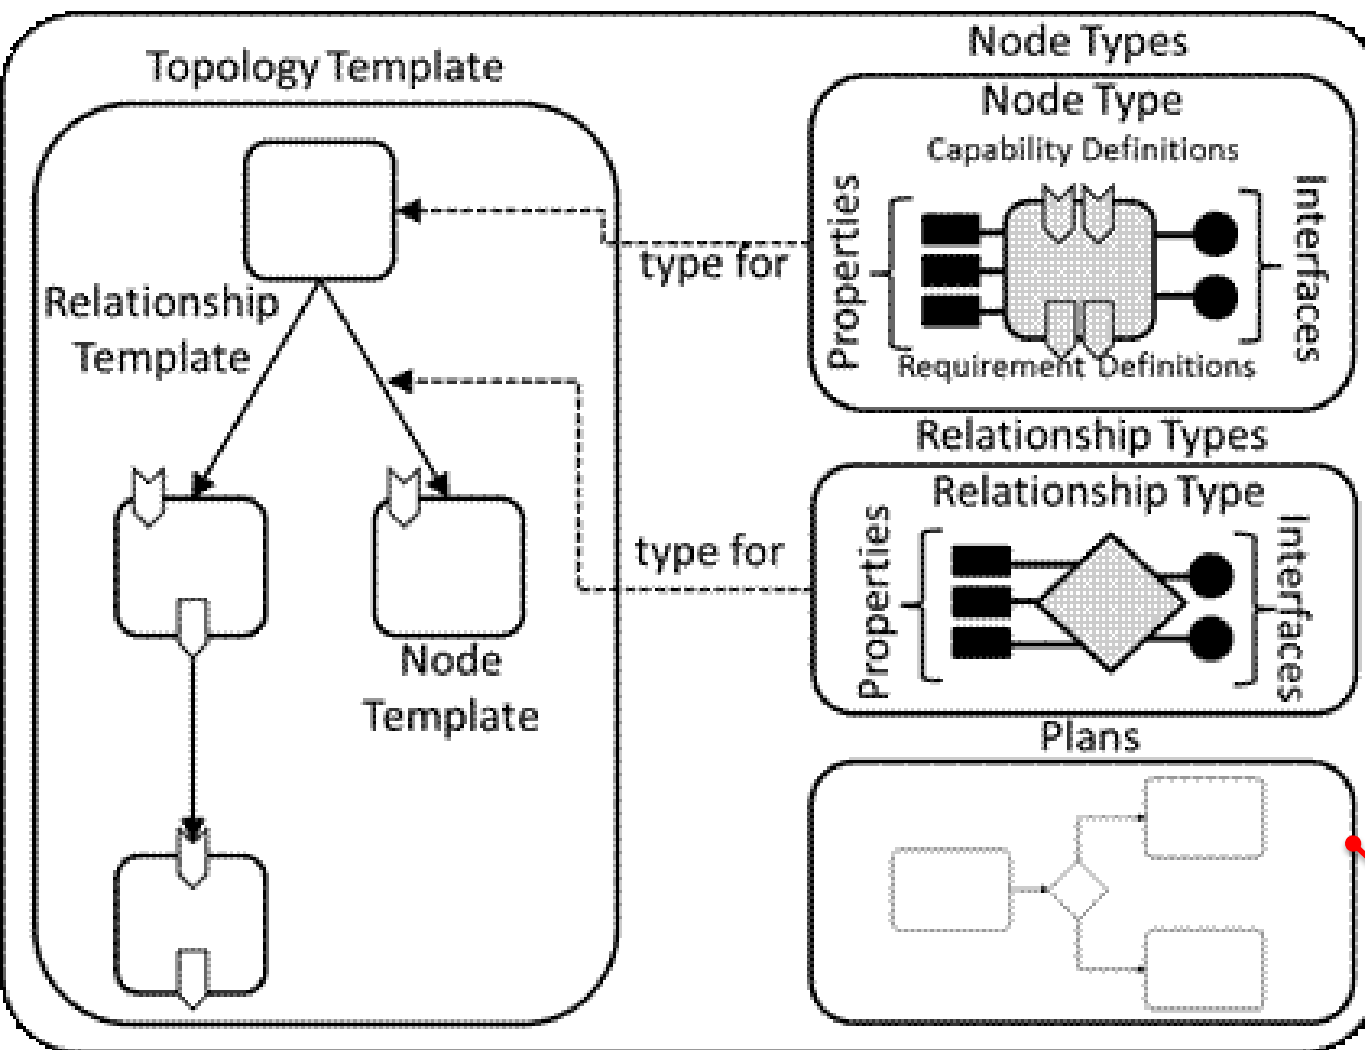 Topology Template
Relationship
Template
Node
Template
type for
type for
Node Types
Node Type
Capability Definitions
Properties
Interfaces
Requirement Definitions
Relationship Types
Relationship Type
Properties
Interfaces
Plans